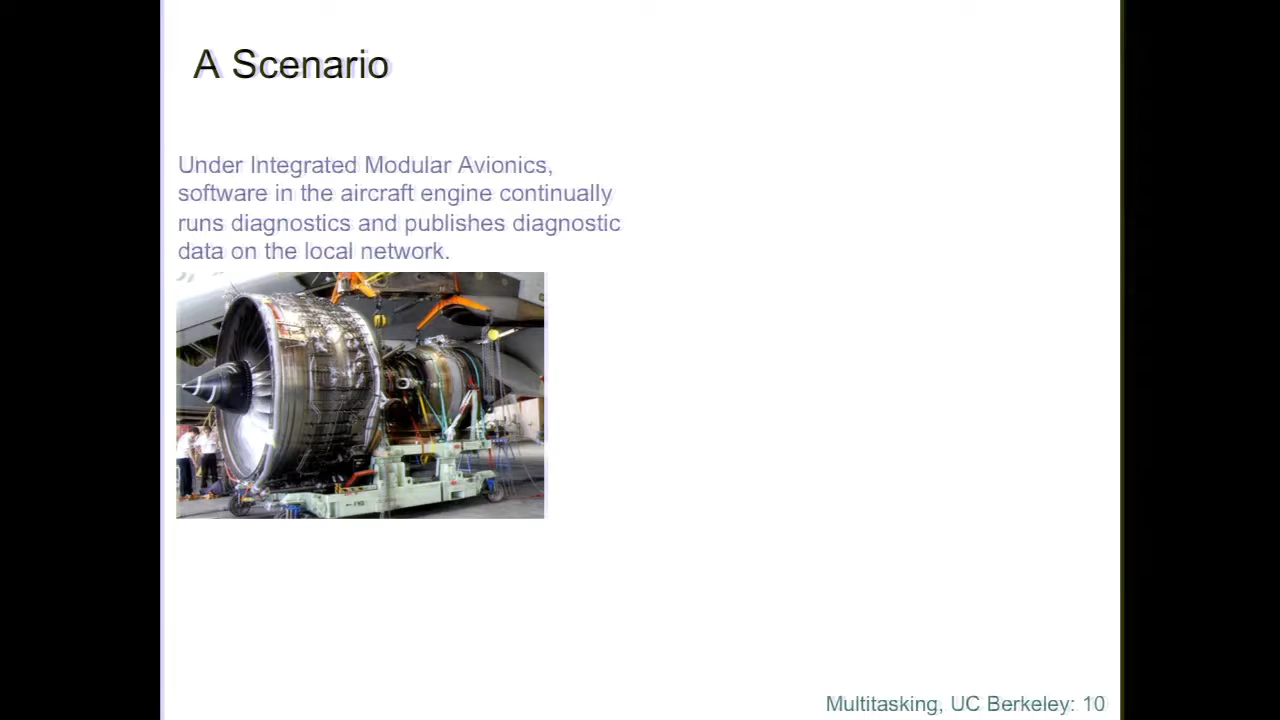 A Scenario
Under Integrated Modular Avionics,
software in the aircraft engine continually
runs diagnostics and publishes diagnostic
data on the local network.
Multitasking, UC Berkeley: 10